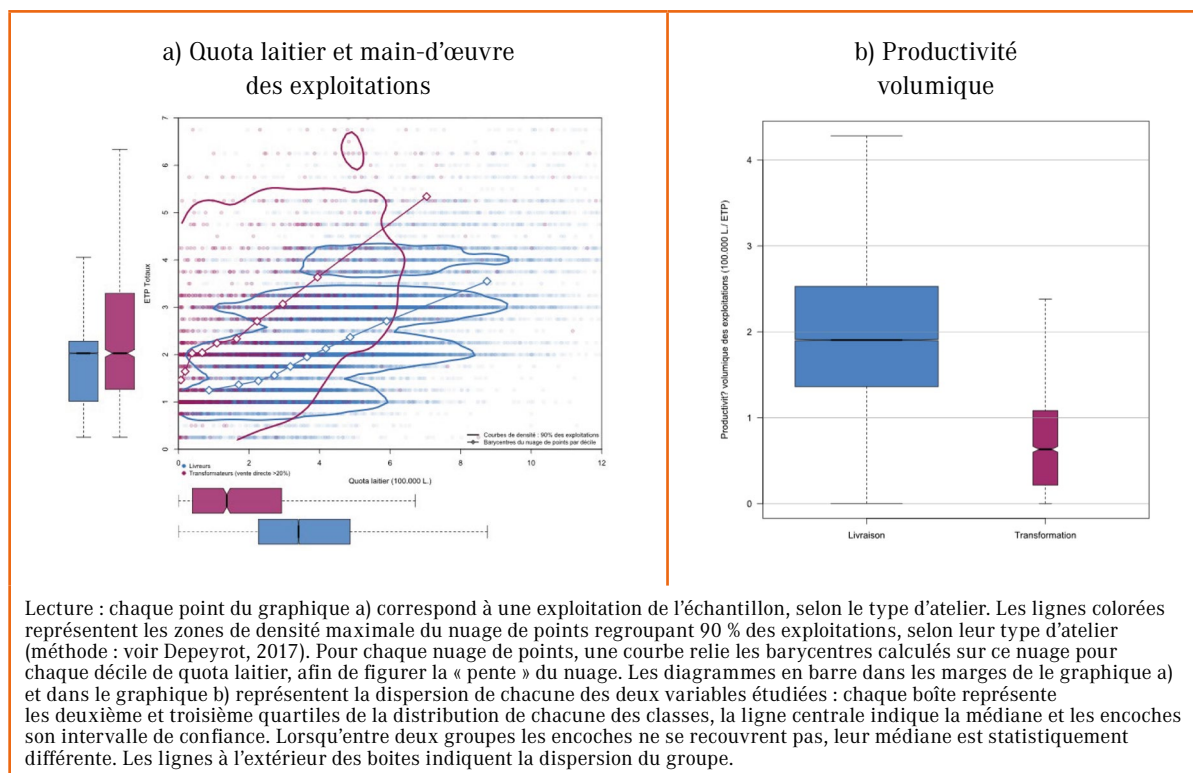 a) Quota laitier et main-d’œuvre
des exploitations
7
6
5
4
3
2
1
0
ETP Totaux
Courbes de densité : 90% des exploitations
Barycentres du nuage de points par décile
0
2
4
6
8
10
12
Livreurs
Transformateurs (vente directe >20%)
Quota laitier (100.000 L.)
b) Productivité
volumique
4
3
2
1
0
Productivit? volumique des exploitations (100.000 L./ ETP)
Livraison
Transformation
Lecture : chaque point du graphique a) correspond à une exploitation de l’échantillon, selon le type d’atelier. Les lignes colorées
représentent les zones de densité maximale du nuage de points regroupant 90 % des exploitations, selon leur type d’atelier
(méthode : voir Depeyrot, 2017). Pour chaque nuage de points, une courbe relie les barycentres calculés sur ce nuage pour
chaque décile de quota laitier, afin de figurer la « pente » du nuage. Les diagrammes en barre dans les marges de le graphique a)
et dans le graphique b) représentent la dispersion de chacune des deux variables étudiées : chaque boîte représente
les deuxième et troisième quartiles de la distribution de chacune des classes, la ligne centrale indique la médiane et les encoches
son intervalle de confiance. Lorsqu’entre deux groupes les encoches ne se recouvrent pas, leur médiane est statistiquement
différente. Les lignes à l’extérieur des boites indiquent la dispersion du groupe.